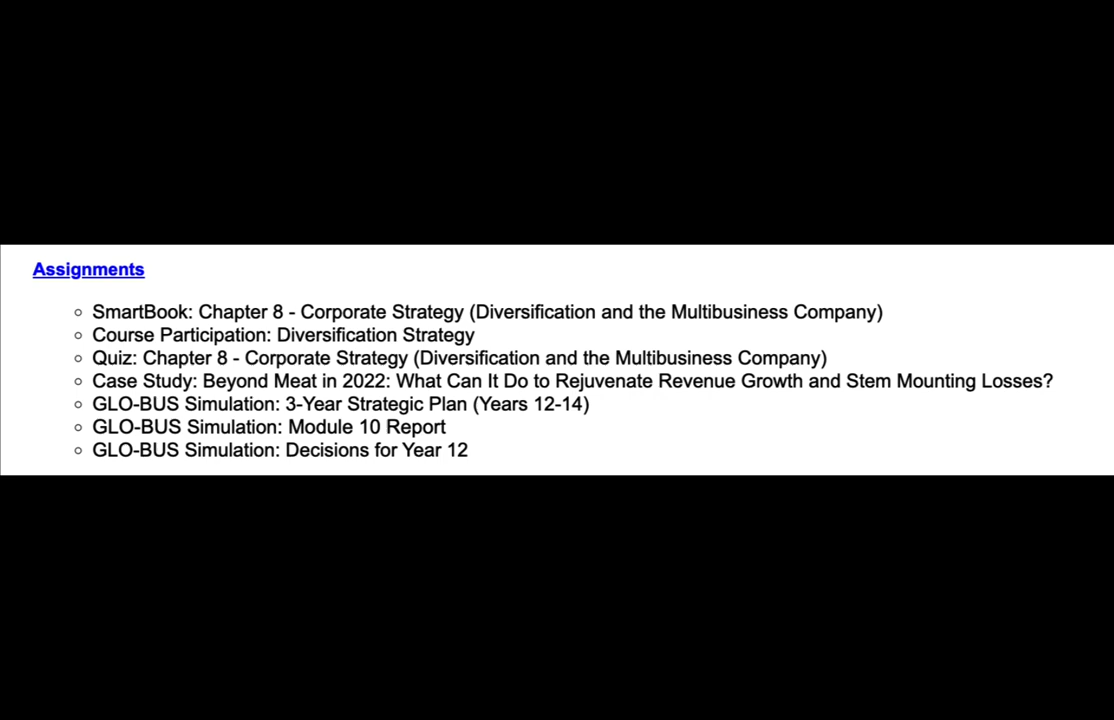 Assignments
SmartBook: Chapter 8 - Corporate Strategy (Diversification and the Multibusiness Company)
Course Participation: Diversification Strategy
Quiz: Chapter 8 - Corporate Strategy (Diversification and the Multibusiness Company)
Case Study: Beyond Meat in 2022: What Can It Do to Rejuvenate Revenue Growth and Stem Mounting Losses?
GLO-BUS Simulation: 3-Year Strategic Plan (Years 12-14)
GLO-BUS Simulation: Module 10 Report
GLO-BUS Simulation: Decisions for Year 12